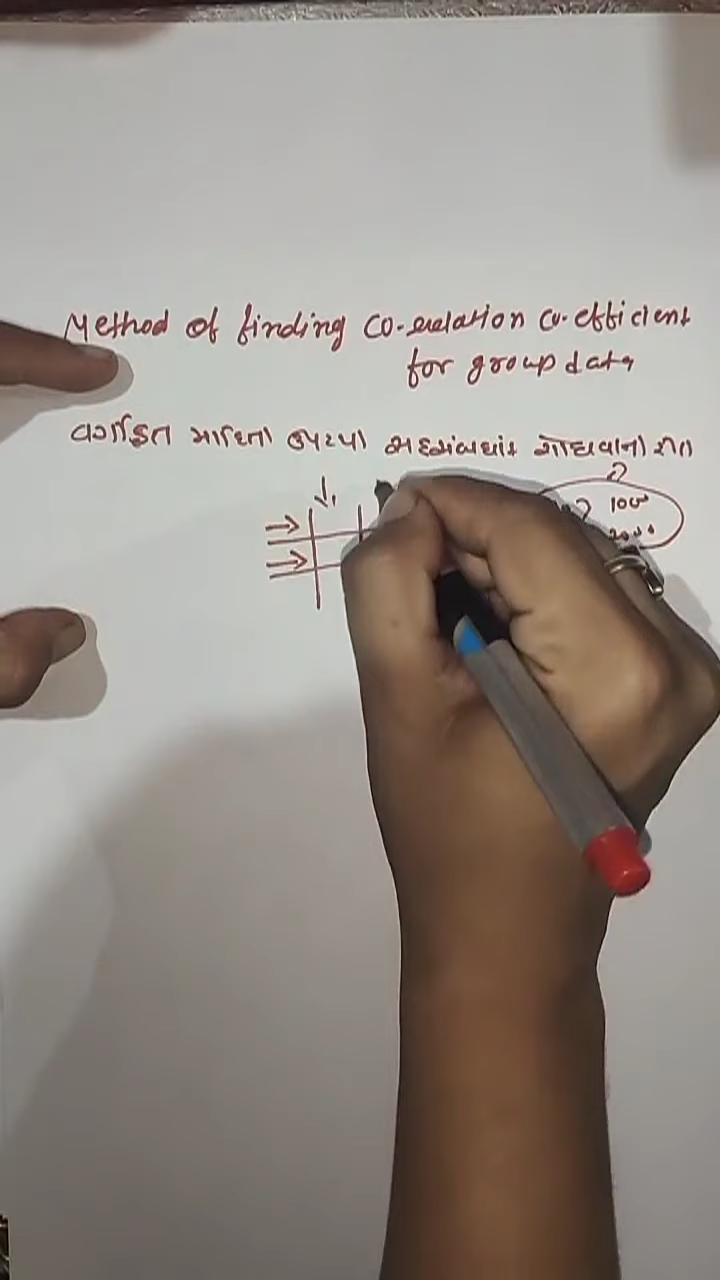 Method of finding co-relation co-efficient
for group data
વર્ગીકૃત માહિતી ઉપરથી સહસંબંધાંક શોધવાની રીત
100